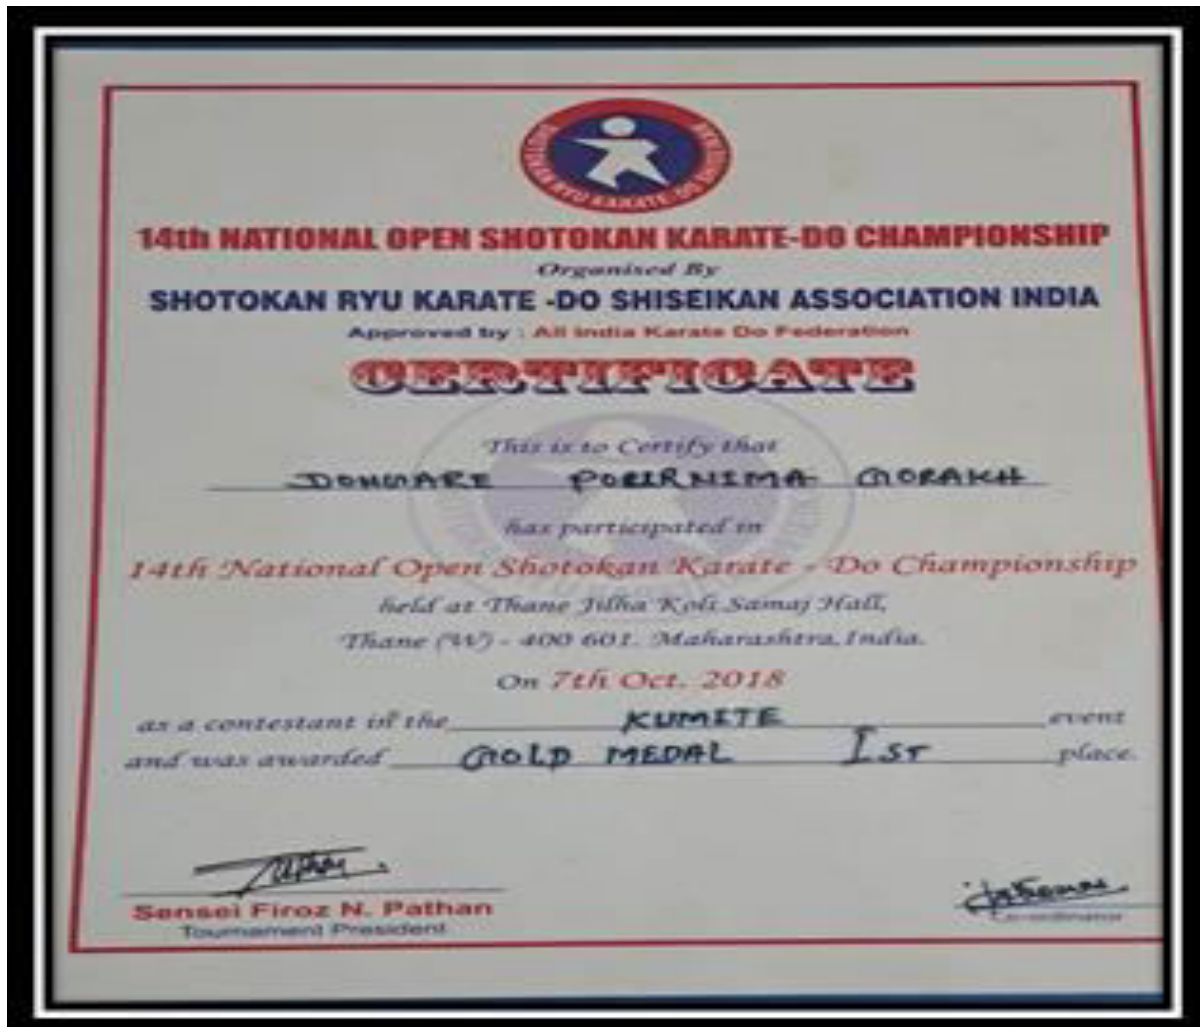 SHOTOKAN RYU KARATE-DO
14th NATIONAL OPEN SHOTOKAN KARATE-DO CHAMPIONSHIP
Organised By
SHOTOKAN RYU KARATE -DO SHISEIKAN ASSOCIATION INDIA
Approved by : All India Karate Do Federation
CERTIFICATE
This is to Certify that
GORAKH
has participated in
14th National Open Shotokan Karate - Do Championship
held at Thane Jilha Koli Samaj Hall,
Thane (W) - 400 601. Maharashtra, India.
On 7th Oct. 2018
as a contestant in the KUMITE event
and was awarded GOLD MEDAL IST place.
Sensei Firoz N. Pathan
Tournament President
Co-ordinator